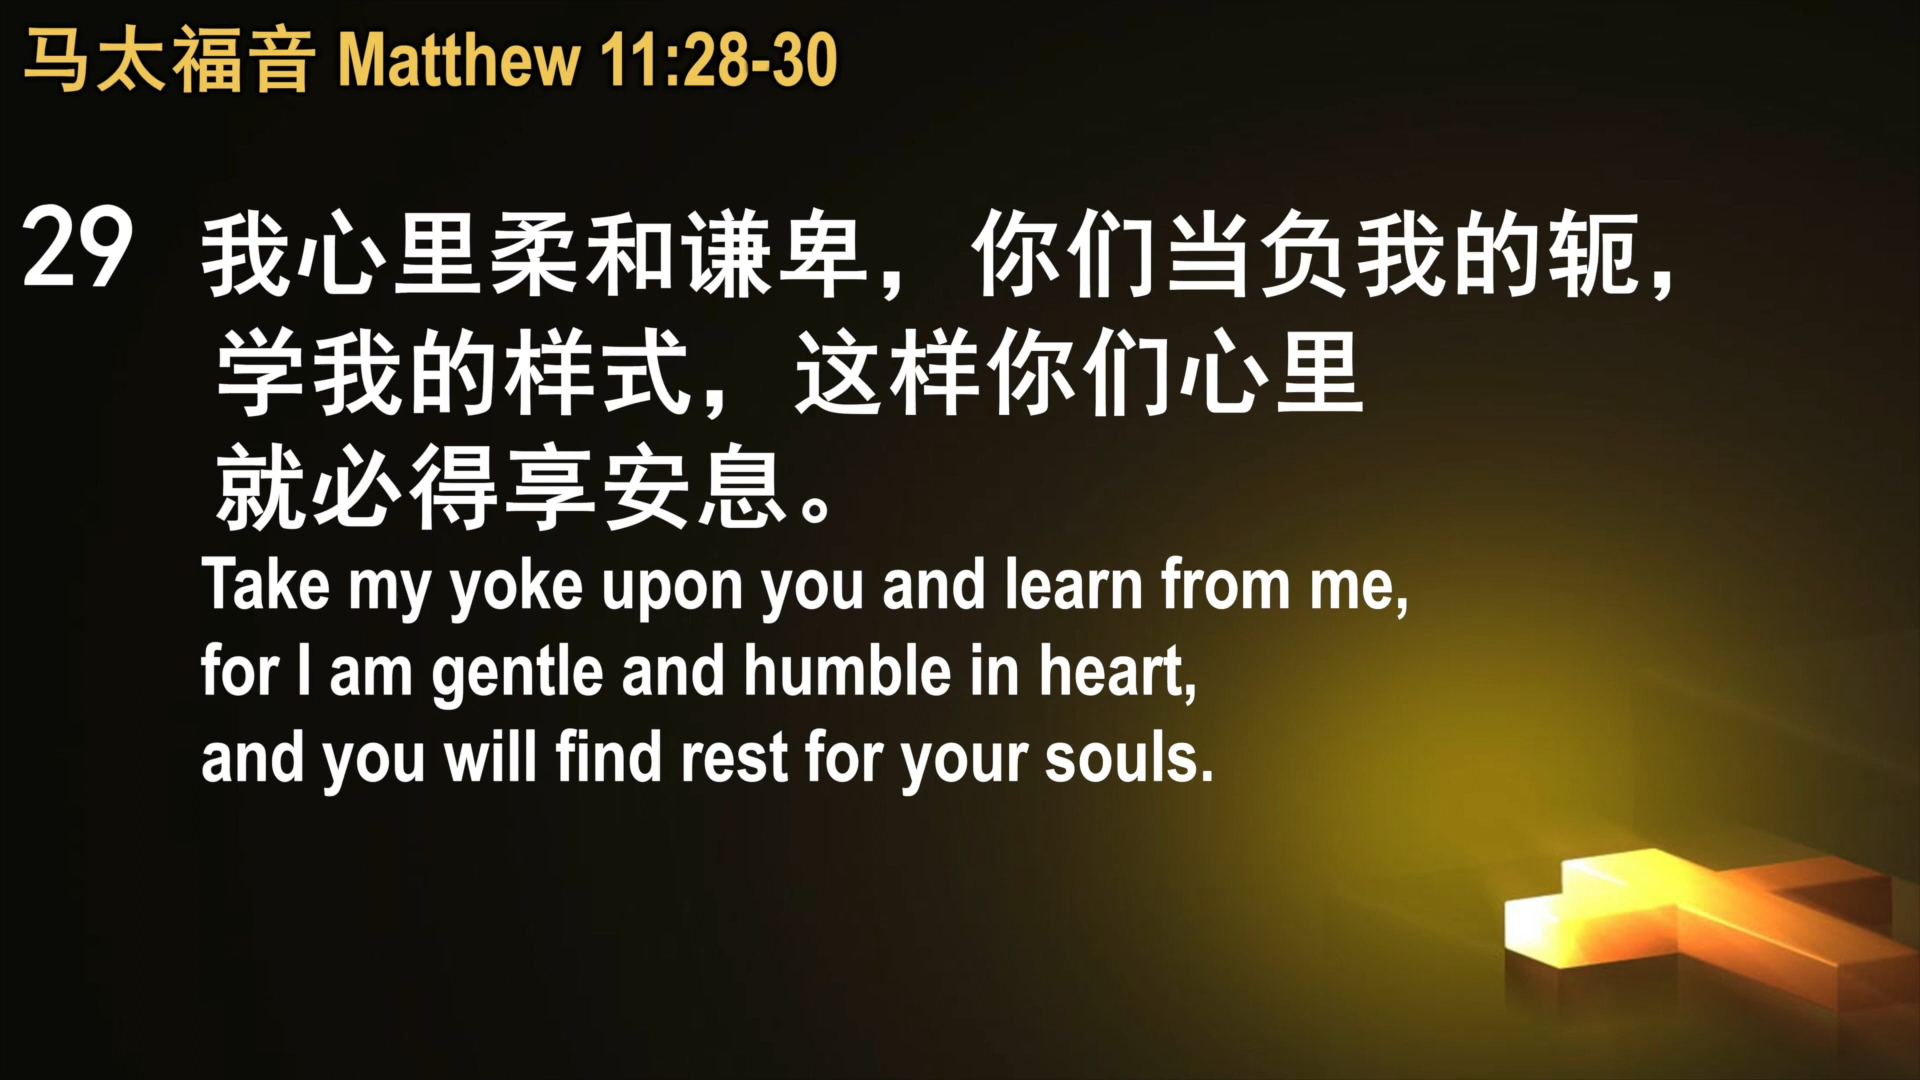 马太福音 Matthew 11:28-30
29 我心里柔和谦卑，你们当负我的轭，
学我的样式，这样你们心里
就必得享安息。
Take my yoke upon you and learn from me,
for I am gentle and humble in heart,
and you will find rest for your souls.